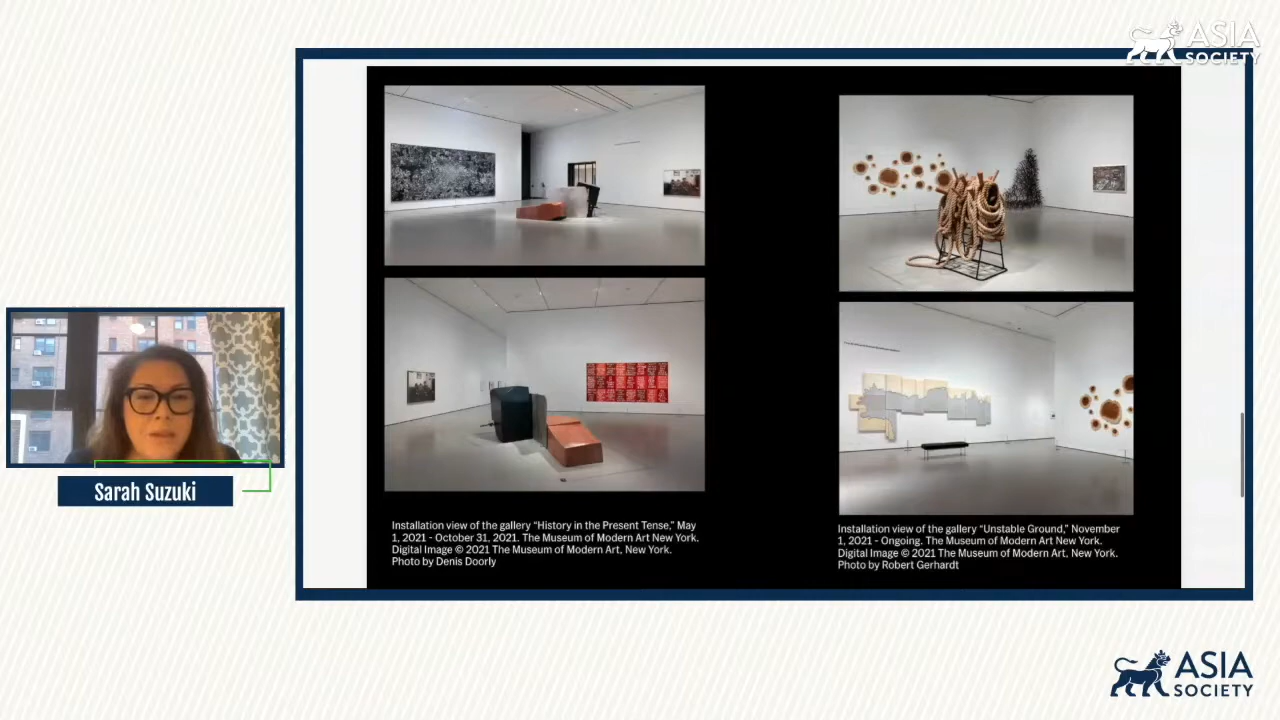 ASIA
SOCIETY
Installation view of the gallery “History in the Present Tense,” May
1, 2021 - October 31, 2021. The Museum of Modern Art New York.
Digital Image © 2021 The Museum of Modern Art, New York.
Photo by Denis Doorly
Installation view of the gallery “Unstable Ground,” November
1, 2021 - Ongoing. The Museum of Modern Art New York.
Digital Image © 2021 The Museum of Modern Art, New York.
Photo by Robert Gerhardt
Sarah Suzuki
ASIA
SOCIETY